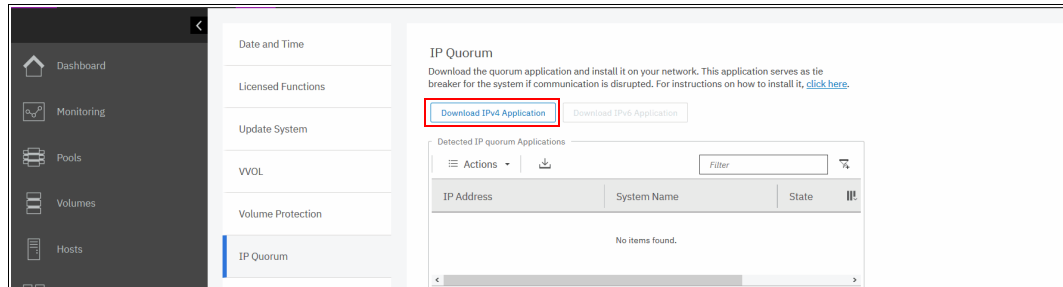 Dashboard
Monitoring
Pools
Volumes
Hosts
Date and Time
Licensed Functions
Update System
VVOL
Volume Protection
IP Quorum
IP Quorum
Download the quorum application and install it on your network. This application serves as tie
breaker for the system if communication is disrupted. For instructions on how to install it, click here.
Download IPv4 Application
Download IPv6 Application
Detected IP quorum Applications
Actions
Filter
IP Address
System Name
State
No items found.